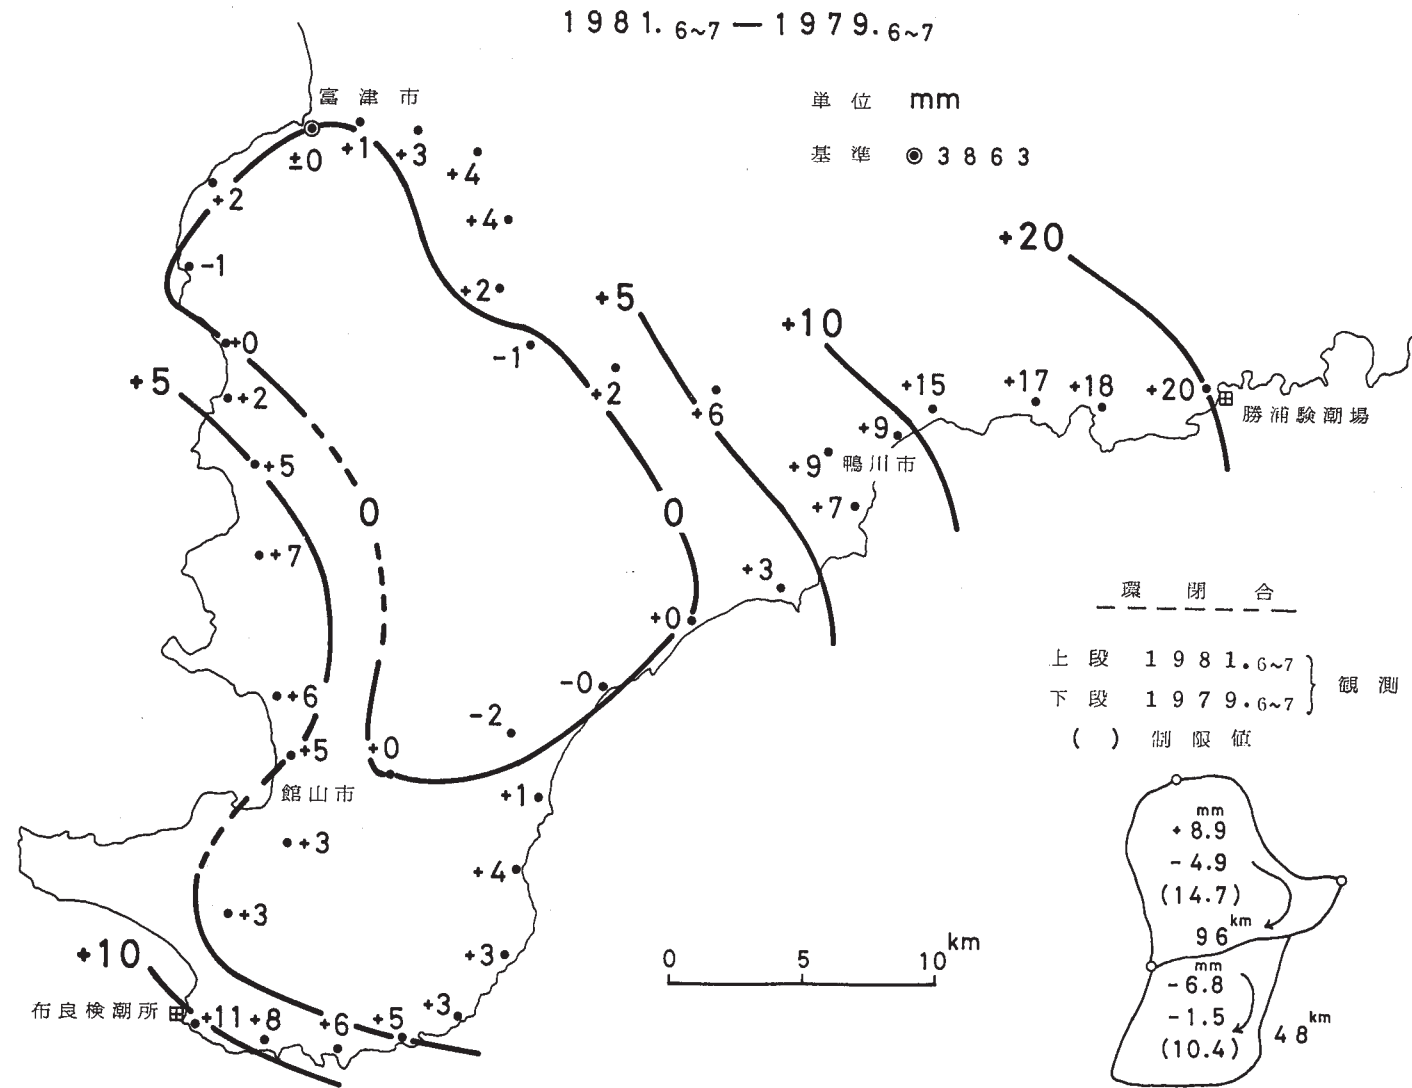 1981. 6~7 — 1979. 6~7
富津市
単位 mm
基準 ◉ 3863
±0
+1
+3
+4
+2
+4
+20
-1
+2
+5
+10
+0
-1
+5
+2
+2
+6
+15
+17
+18
+20
勝浦験潮場
+9
+5
+9
鴨川市
0
0
+7
+7
+3
環閉合
+0
上段 1981. 6~7
下段 1979. 6~7
観測
( ) 制限値
-0
+6
-2
+5
+0
館山市
+1
+3
+4
+3
+3
+10
+3
布良検潮所
+11
+8
+6
+5
0 5 10 km
mm
+8.9
-4.9
(14.7)
96 km
mm
-6.8
-1.5
(10.4)
48 km